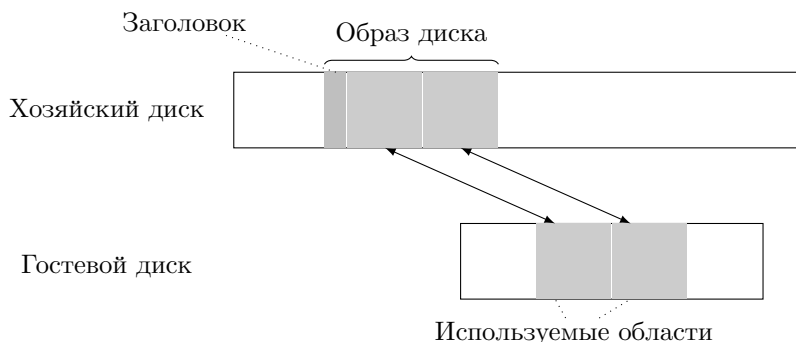 Заголовок
Образ диска
Хозяйский диск
Гостевой диск
Используемые области